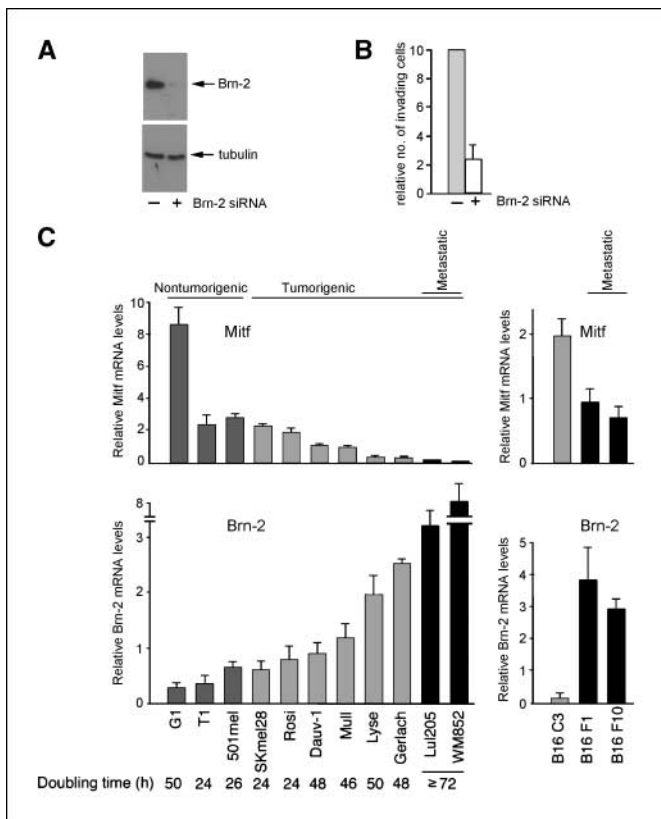 A
Brn-2
tubulin
– + Brn-2 siRNA
B
relative no. of invading cells
10
8
6
4
2
0
– + Brn-2 siRNA
C
Nontumorigenic
Tumorigenic
Metastatic
Mitf
Relative Mitf mRNA levels
10
8
6
4
2
0
Metastatic
Mitf
Relative Mitf mRNA levels
2
1
0
Brn-2
Relative Brn-2 mRNA levels
8
3
2
1
0
G1
T1
501mel
SKmel28
Rosi
Dauv-1
Mull
Lyse
Gerlach
Lul205
WM852
Brn-2
Relative Brn-2 mRNA levels
5
4
3
2
1
0
B16 C3
B16 F1
B16 F10
Doubling time (h) 50 24 26 24 24 48 46 50 48 ≥ 72